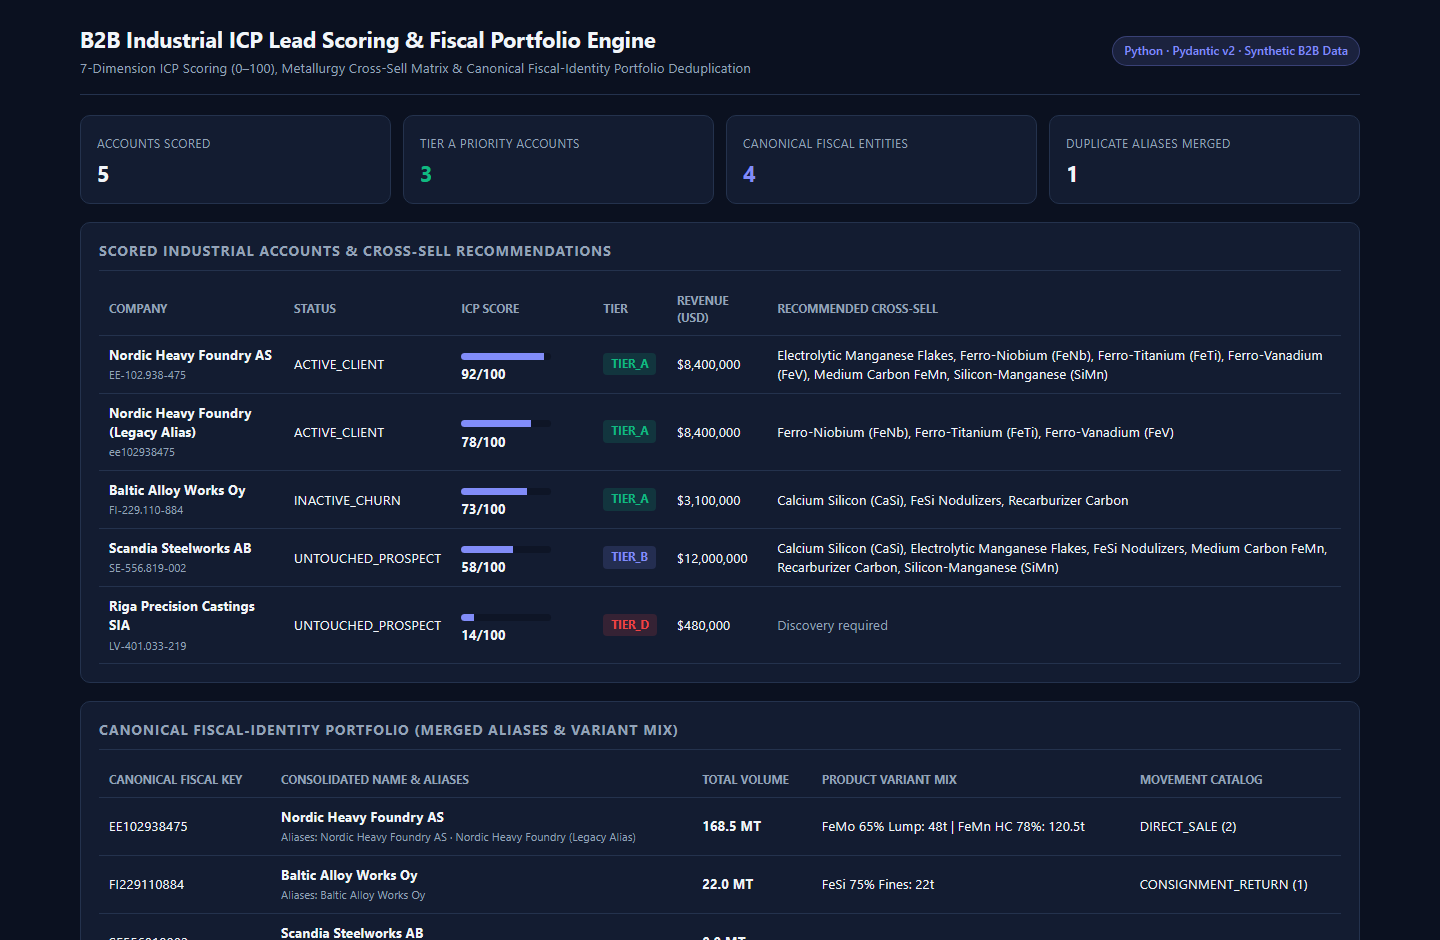 B2B Industrial ICP Lead Scoring & Fiscal Portfolio Engine
7-Dimension ICP Scoring (0–100), Metallurgy Cross-Sell Matrix & Canonical Fiscal-Identity Portfolio Deduplication
Python · Pydantic v2 · Synthetic B2B Data
ACCOUNTS SCORED
5
TIER A PRIORITY ACCOUNTS
3
CANONICAL FISCAL ENTITIES
4
DUPLICATE ALIASES MERGED
1
SCORED INDUSTRIAL ACCOUNTS & CROSS-SELL RECOMMENDATIONS
COMPANY STATUS ICP SCORE TIER REVENUE (USD) RECOMMENDED CROSS-SELL
Nordic Heavy Foundry AS
EE-102.938-475
ACTIVE_CLIENT
92/100
TIER_A
$8,400,000
Electrolytic Manganese Flakes, Ferro-Niobium (FeNb), Ferro-Titanium (FeTi), Ferro-Vanadium
(FeV), Medium Carbon FeMn, Silicon-Manganese (SiMn)
Nordic Heavy Foundry
(Legacy Alias)
ee102938475
ACTIVE_CLIENT
78/100
TIER_A
$8,400,000
Ferro-Niobium (FeNb), Ferro-Titanium (FeTi), Ferro-Vanadium (FeV)
Baltic Alloy Works Oy
FI-229.110-884
INACTIVE_CHURN
73/100
TIER_A
$3,100,000
Calcium Silicon (CaSi), FeSi Nodulizers, Recarburizer Carbon
Scandia Steelworks AB
SE-556.819-002
UNTOUCHED_PROSPECT
58/100
TIER_B
$12,000,000
Calcium Silicon (CaSi), Electrolytic Manganese Flakes, FeSi Nodulizers, Medium Carbon FeMn,
Recarburizer Carbon, Silicon-Manganese (SiMn)
Riga Precision Castings
SIA
LV-401.033-219
UNTOUCHED_PROSPECT
14/100
TIER_D
$480,000
Discovery required
CANONICAL FISCAL-IDENTITY PORTFOLIO (MERGED ALIASES & VARIANT MIX)
CANONICAL FISCAL KEY CONSOLIDATED NAME & ALIASES TOTAL VOLUME PRODUCT VARIANT MIX MOVEMENT CATALOG
EE102938475
Nordic Heavy Foundry AS
Aliases: Nordic Heavy Foundry AS · Nordic Heavy Foundry (Legacy Alias)
168.5 MT
FeMo 65% Lump: 48t | FeMn HC 78%: 120.5t
DIRECT_SALE (2)
FI229110884
Baltic Alloy Works Oy
Aliases: Baltic Alloy Works Oy
22.0 MT
FeSi 75% Fines: 22t
CONSIGNMENT_RETURN (1)
Scandia Steelworks AB